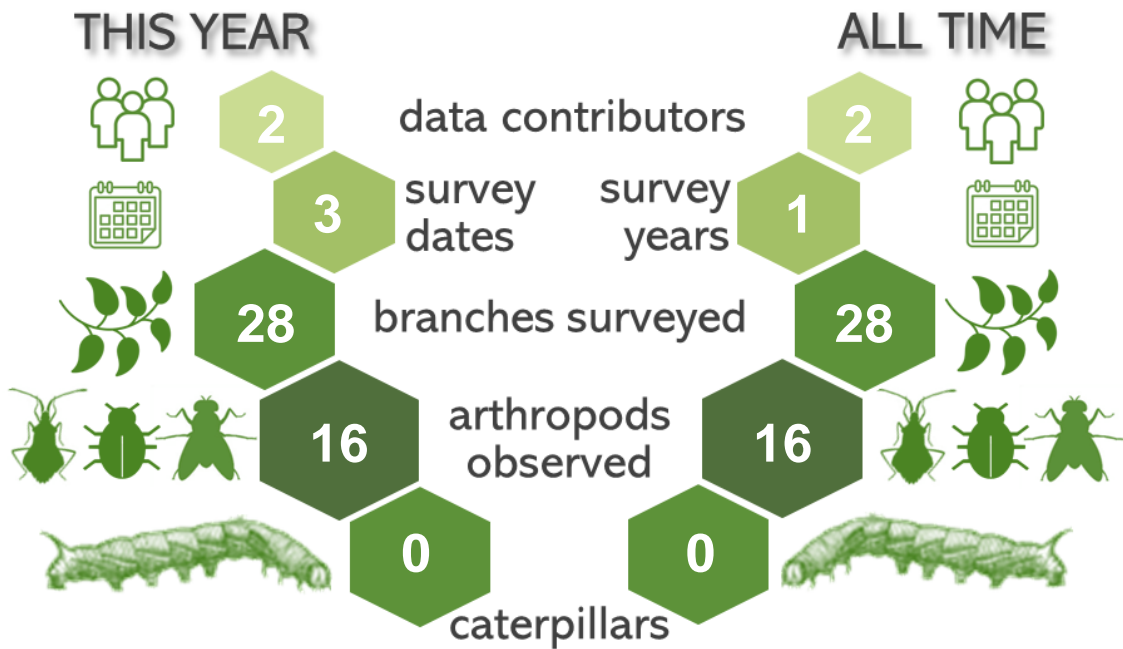 THIS YEAR
ALL TIME
2
data contributors
2
3
survey
dates
survey
years
1
28
branches surveyed
28
16
arthropods
observed
16
0
0
caterpillars